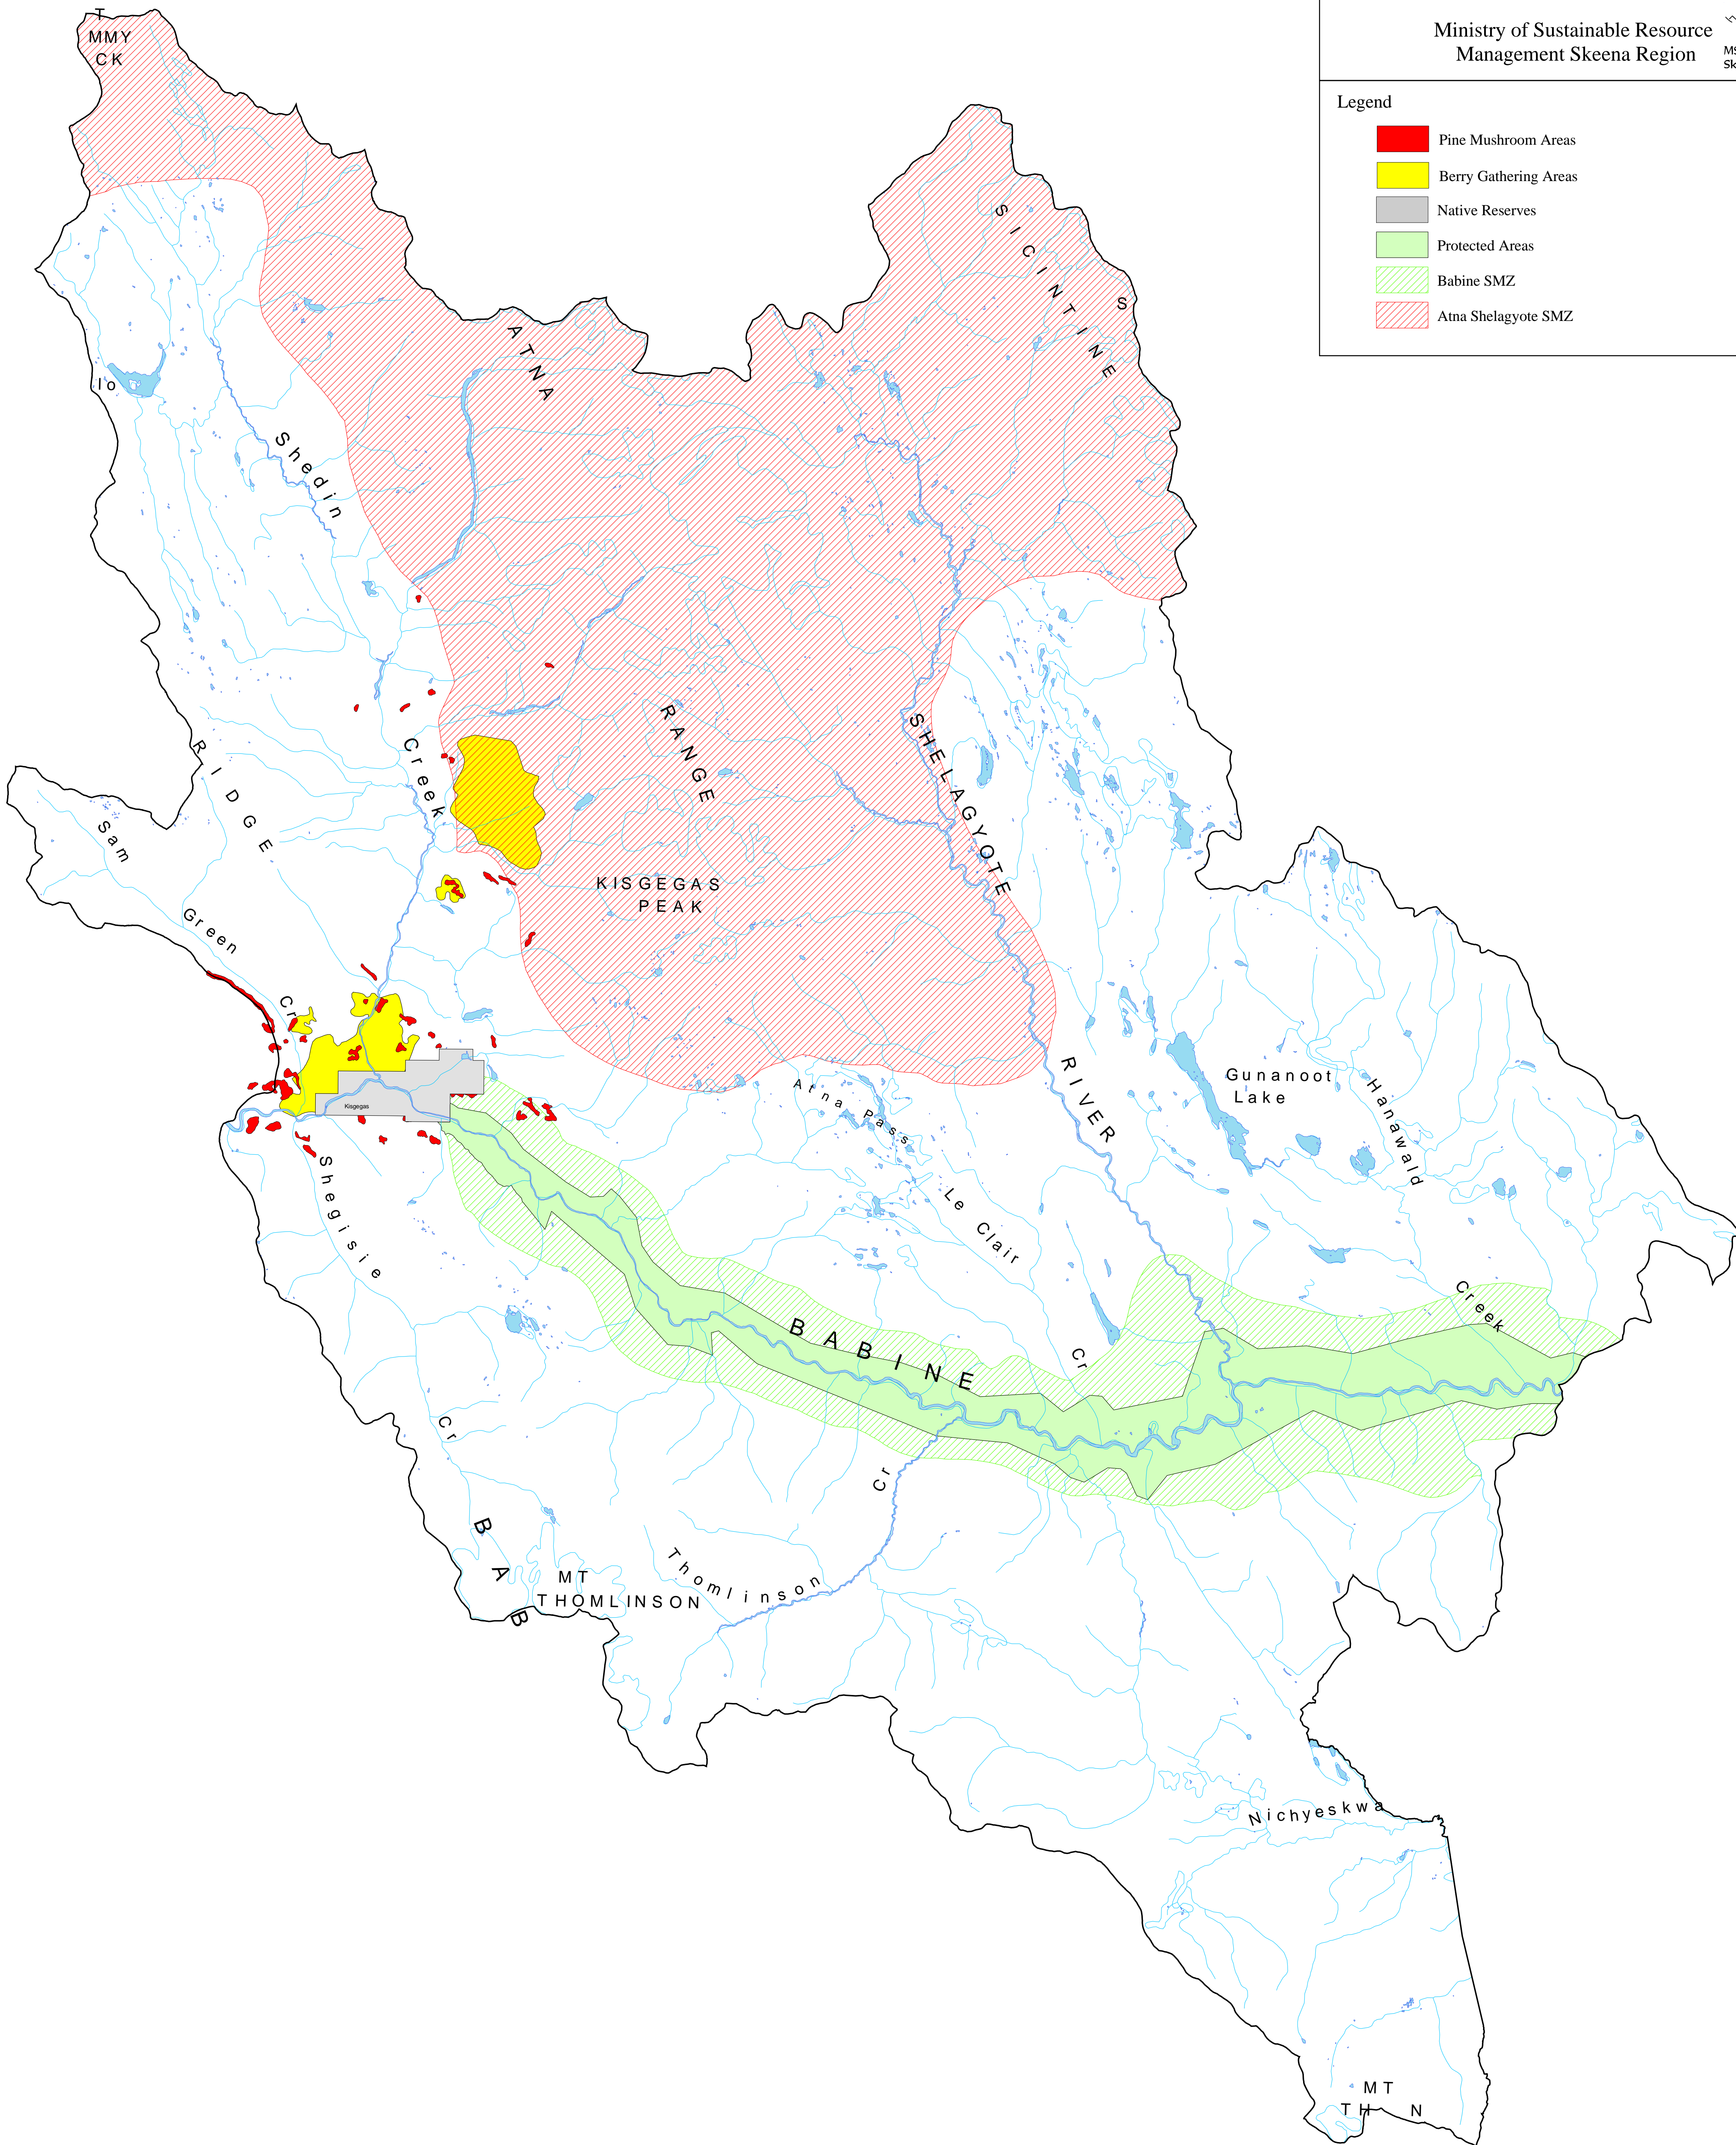 Ministry of Sustainable Resource
Management Skeena Region
Legend
Pine Mushroom Areas
Berry Gathering Areas
Native Reserves
Protected Areas
Babine SMZ
Atna Shelagyote SMZ
T
MMY
CK
SICINTINE
S
ATNA
lo
Shedin
RANGE
SHELAGYOTE
Creek
RIDGE
Sam
Green
Cr
KISGEGAS
PEAK
Kisgegas
Atna Pass
RIVER
Gunanoot
Lake
Hanawald
Shegisie
Le Clair
Creek
BABINE
Cr
Cr
Cr
BAB
MT
THOMLINSON
Thomlinson
Nichyeskwa
MT
TH N